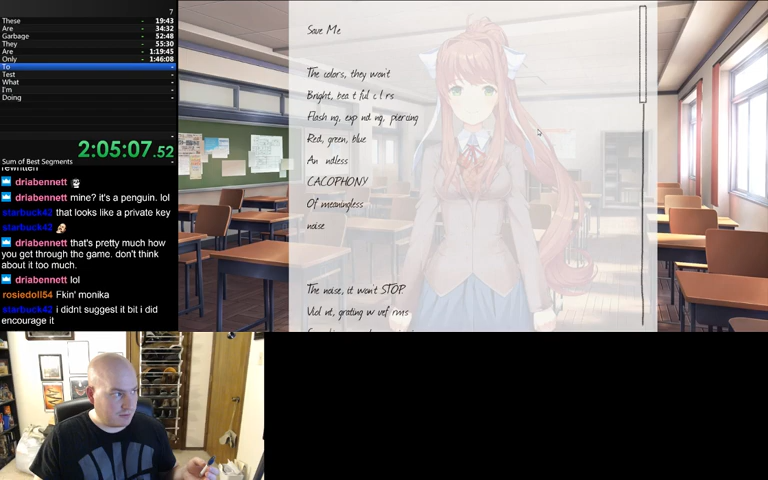 7
These - 19:43
Are - 34:32
Garbage - 52:48
They - 55:30
Are - 1:19:45
Only - 1:46:08
To -
Test -
What -
I'm -
Doing -
-
2:05:07.52
Sum of Best Segments -
rewritten
driabennett
driabennett mine? it's a penguin. lol
starbuck42 that looks like a private key
starbuck42
driabennett that's pretty much how
you get through the game. don't think
about it too much.
driabennett lol
rosiedoll54 Fkin' monika
starbuck42 i didnt suggest it bit i did
encourage it
Save Me
The colors, they won't
Bright, bea t ful c l rs
Flash ng, exp nd ng, piercing
Red, green, blue
An ndless
CACOPHONY
Of meaningless
noise
The noise, it won't STOP.
Viol nt, grating w vef rms